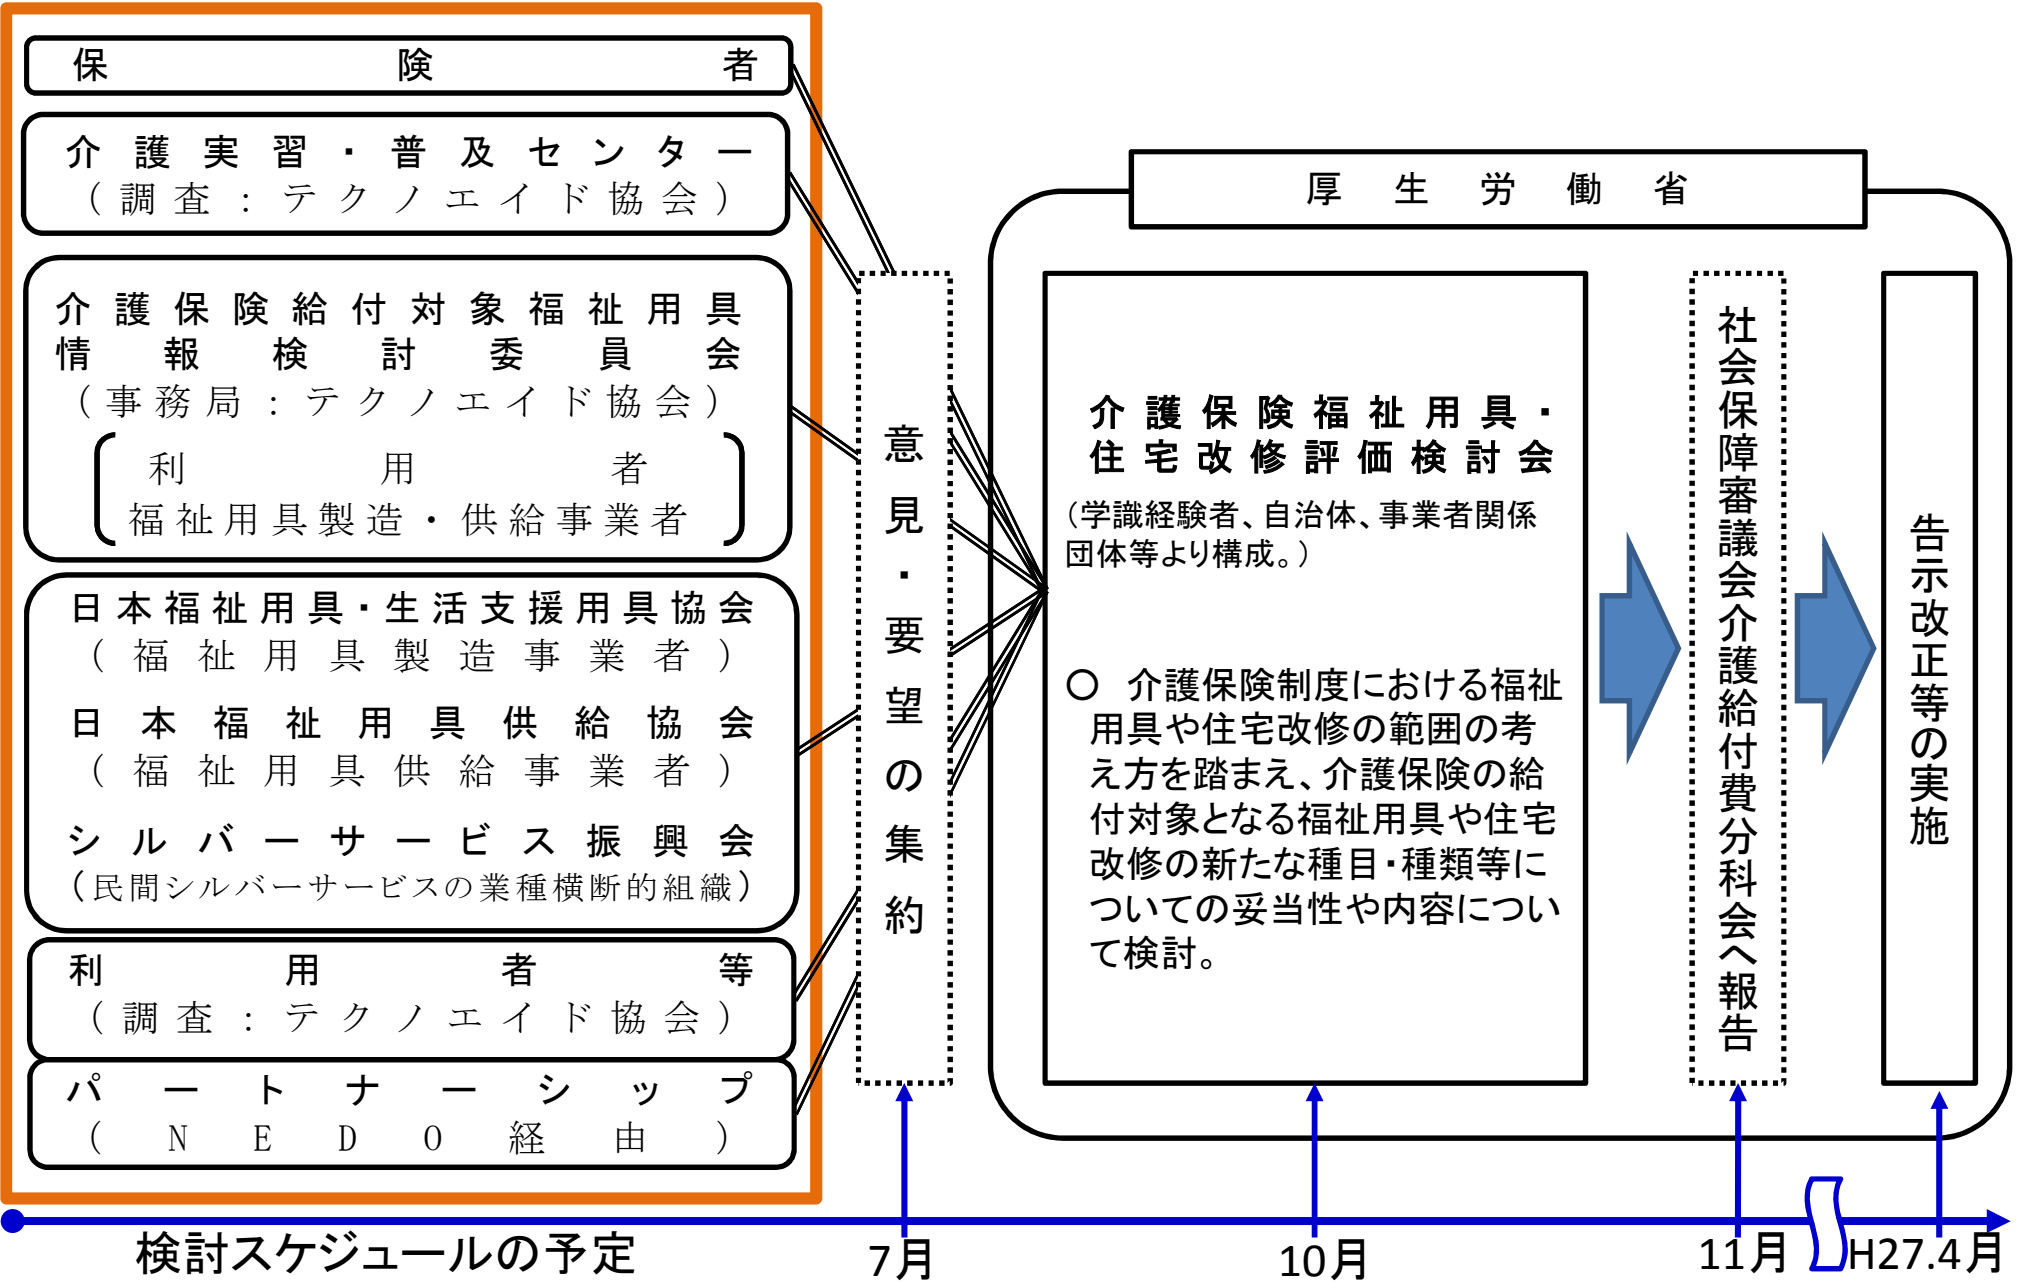 保険者
介護実習・普及センター
（調査:テクノエイド協会）
介護保険給付対象福祉用具
情報検討委員会
（事務局:テクノエイド協会）
利用者
福祉用具製造・供給事業者
日本福祉用具・生活支援用具協会
（福祉用具製造事業者）
日本福祉用具供給協会
（福祉用具供給事業者）
シルバーサービス振興会
（民間シルバーサービスの業種横断的組織）
利用者等
（調査:テクノエイド協会）
パートナーシップ
（NEDO経由）
意見・要望の集約
厚生労働省
介護保険福祉用具・
住宅改修評価検討会
（学識経験者、自治体、事業者関係
団体等より構成。）
○　介護保険制度における福祉
用具や住宅改修の範囲の考
え方を踏まえ、介護保険の給
付対象となる福祉用具や住宅
改修の新たな種目・種類等に
ついての妥当性や内容につい
て検討。
社会保障審議会介護給付費分科会へ報告
告示改正等の実施
検討スケジュールの予定
7月
10月
11月
H27.4月